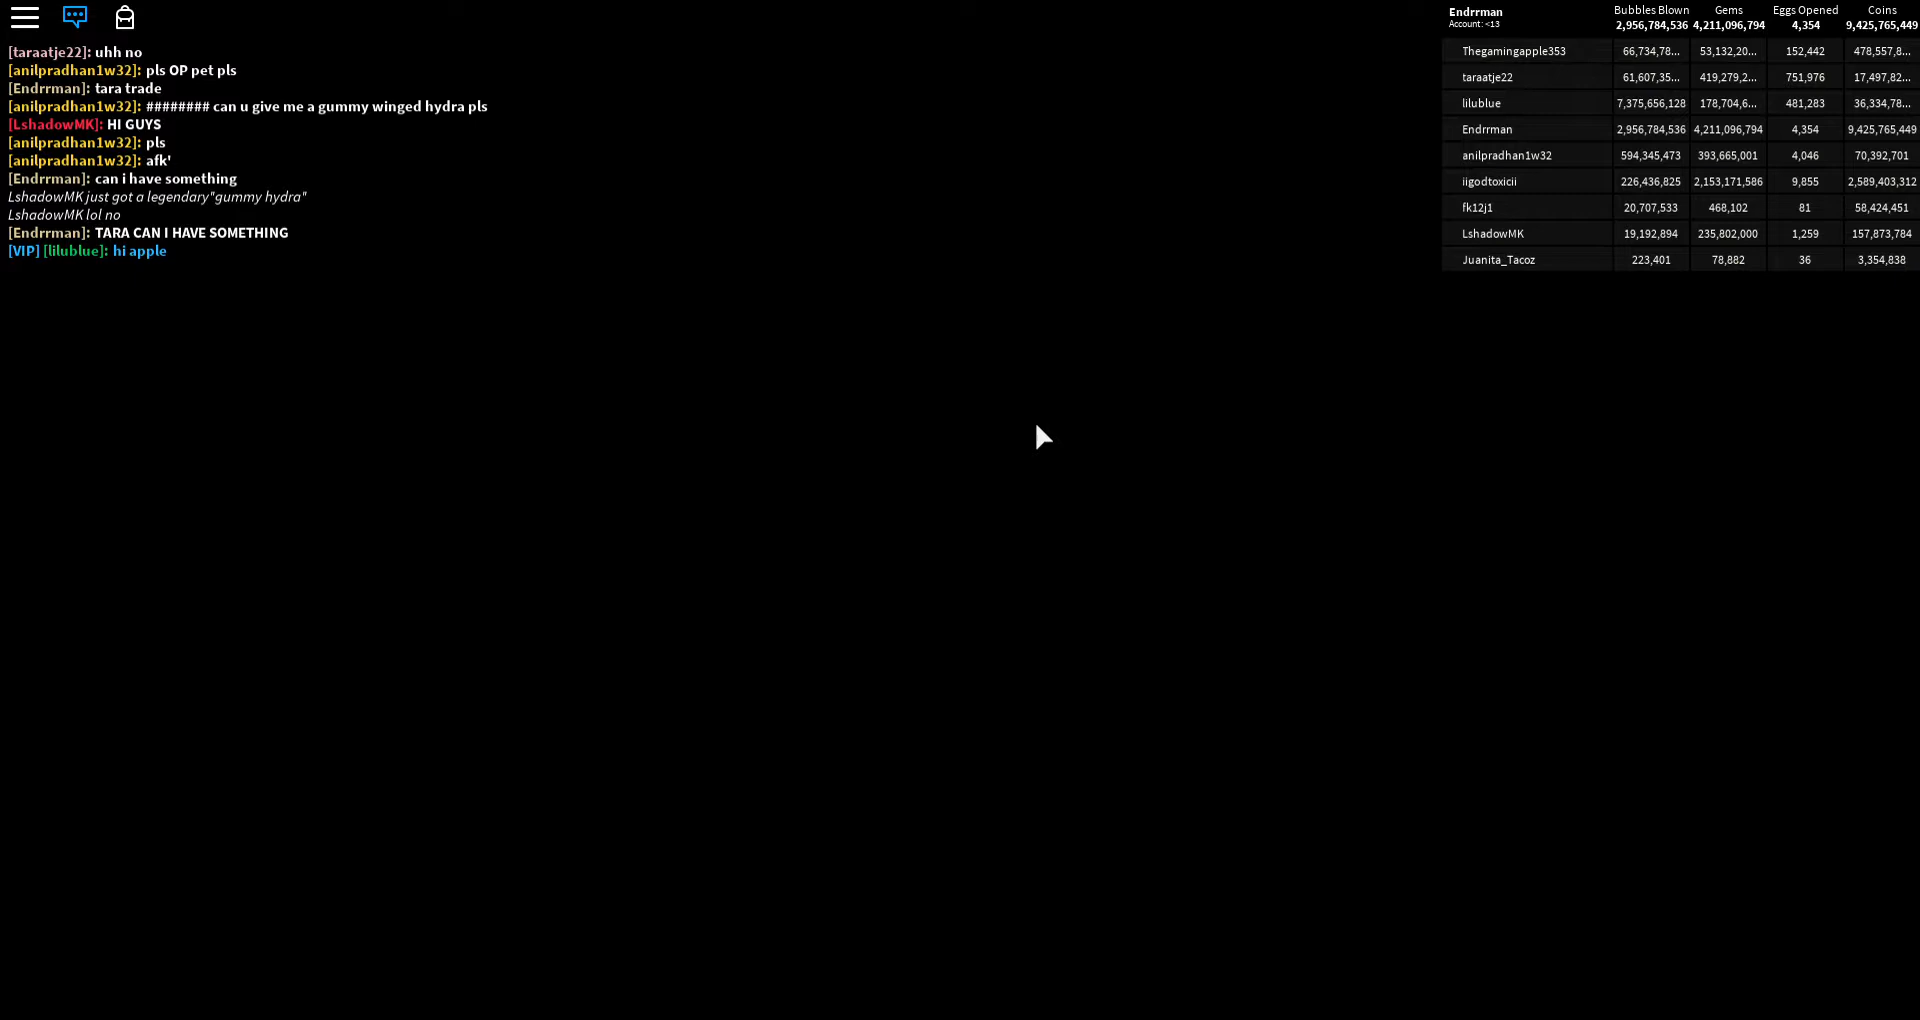 [taraatje22]: uhh no
[anilpradhan1w32]: pls OP pet pls
[Endrrman]: tara trade
[anilpradhan1w32]: ######## can u give me a gummy winged hydra pls
[LshadowMK]: HI GUYS
[anilpradhan1w32]: pls
[anilpradhan1w32]: afk'
[Endrrman]: can i have something
LshadowMK just got a legendary"gummy hydra"
LshadowMK lol no
[Endrrman]: TARA CAN I HAVE SOMETHING
[VIP] [lilublue]: hi apple
Endrrman Bubbles Blown Gems Eggs Opened Coins
Account: <13 2,956,784,536 4,211,096,794 4,354 9,425,765,449
Thegamingapple353 66,734,78... 53,132,20... 152,442 478,557,8...
taraatje22 61,607,35... 419,279,2... 751,976 17,497,82...
lilublue 7,375,656,128 178,704,6... 481,283 36,334,78...
Endrrman 2,956,784,536 4,211,096,794 4,354 9,425,765,449
anilpradhan1w32 594,345,473 393,665,001 4,046 70,392,701
iigodtoxicii 226,436,825 2,153,171,586 9,855 2,589,403,312
fk12j1 20,707,533 468,102 81 58,424,451
LshadowMK 19,192,894 235,802,000 1,259 157,873,784
Juanita_Tacoz 223,401 78,882 36 3,354,838